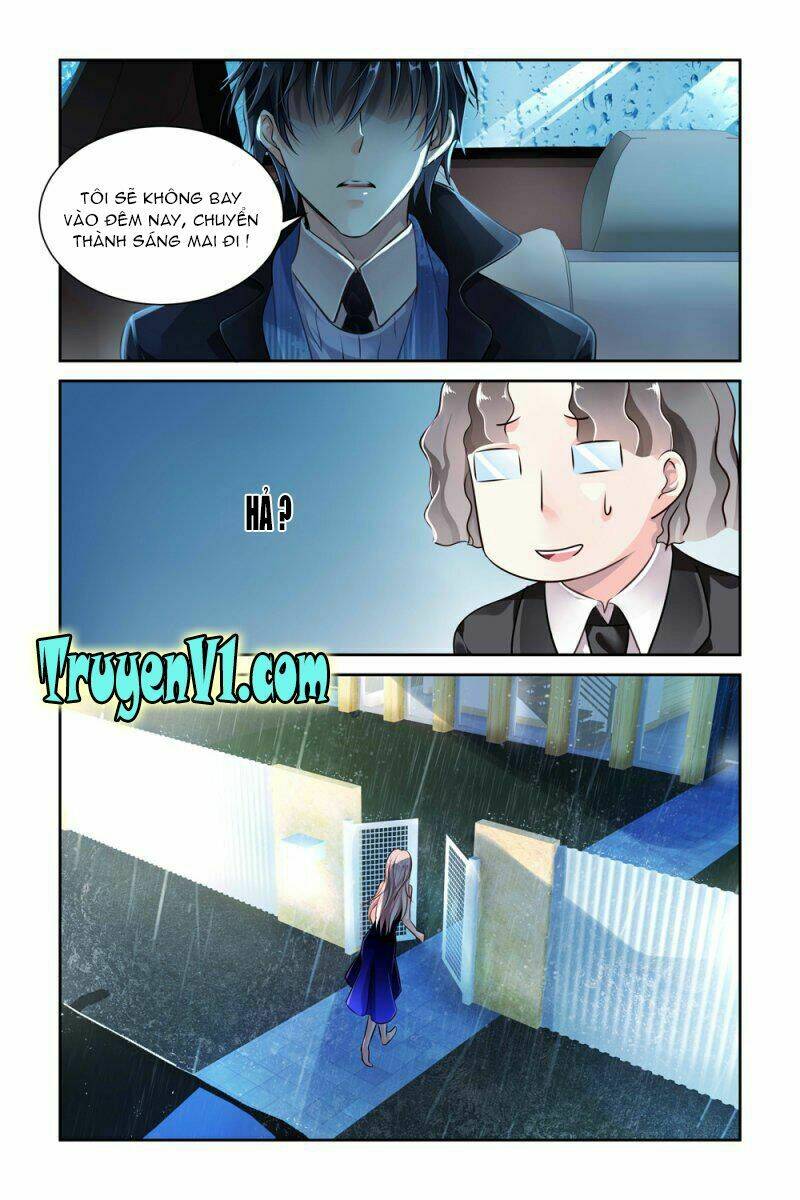 TÔI SẼ KHÔNG BAY
VÀO ĐÊM NAY, CHUYỂN
THÀNH SÁNG MAI ĐI !
HẢ ?
TruyenV1.com